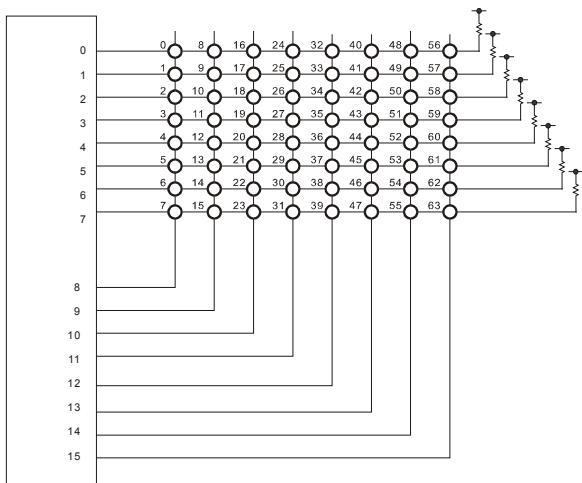 0 0 8 16 24 32 40 48 56
1 1 9 17 25 33 41 49 57
2 2 10 18 26 34 42 50 58
3 3 11 19 27 35 43 51 59
4 4 12 20 28 36 44 52 60
5 5 13 21 29 37 45 53 61
6 6 14 22 30 38 46 54 62
7 7 15 23 31 39 47 55 63
8
9
10
11
12
13
14
15